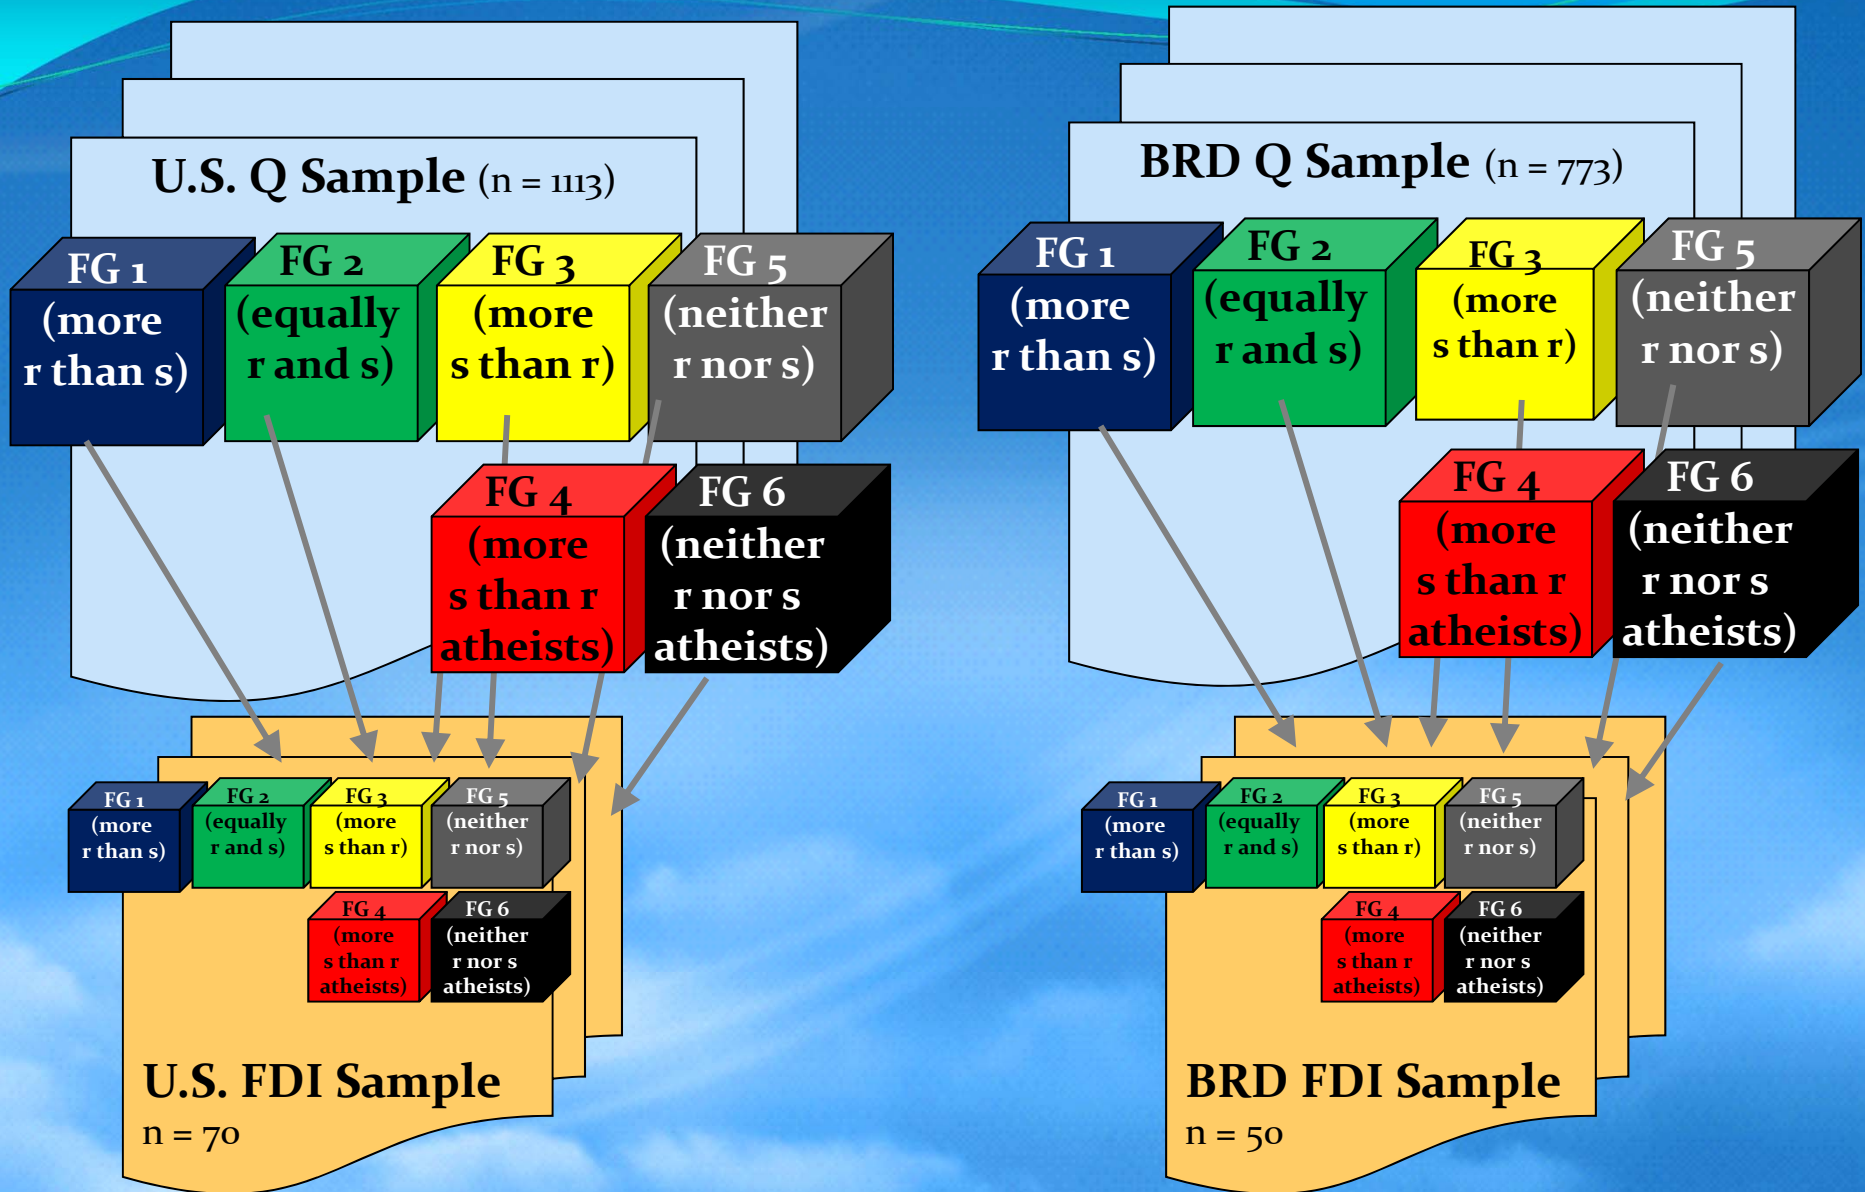 U.S. Q Sample (n = 1113)
FG 1
(more
r than s)
FG 2
(equally
r and s)
FG 3
(more
s than r)
FG 5
(neither
r nor s)
FG 4
(more
s than r
atheists)
FG 6
(neither
r nor s
atheists)
FG 1
(more
r than s)
FG 2
(equally
r and s)
FG 3
(more
s than r)
FG 5
(neither
r nor s)
FG 4
(more
s than r
atheists)
FG 6
(neither
r nor s
atheists)
U.S. FDI Sample
n = 70
BRD Q Sample (n = 773)
FG 1
(more
r than s)
FG 2
(equally
r and s)
FG 3
(more
s than r)
FG 5
(neither
r nor s)
FG 4
(more
s than r
atheists)
FG 6
(neither
r nor s
atheists)
FG 1
(more
r than s)
FG 2
(equally
r and s)
FG 3
(more
s than r)
FG 5
(neither
r nor s)
FG 4
(more
s than r
atheists)
FG 6
(neither
r nor s
atheists)
BRD FDI Sample
n = 50